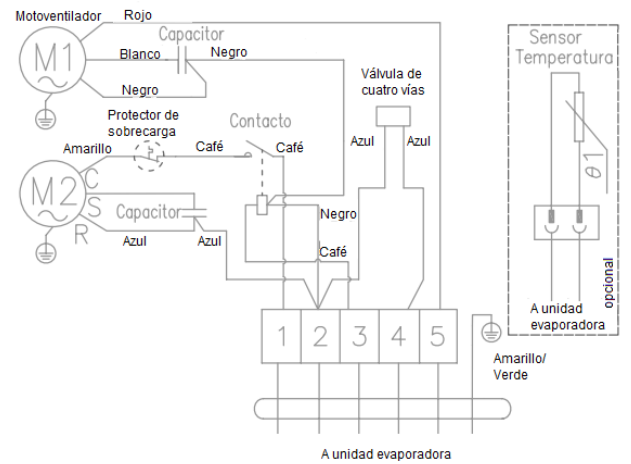 Motoventilador
Rojo
Capacitor
M1
Blanco
Negro
Negro
Sensor
Temperatura
Válvula de
cuatro vías
Protector de
sobrecarga
Contacto
Amarillo
Café
Café
Azul
Azul
θ1
M2
C
S
R
Capacitor
Azul
Azul
Negro
Café
opcional
A unidad
evaporadora
1
2
3
4
5
Amarillo/
Verde
A unidad evaporadora